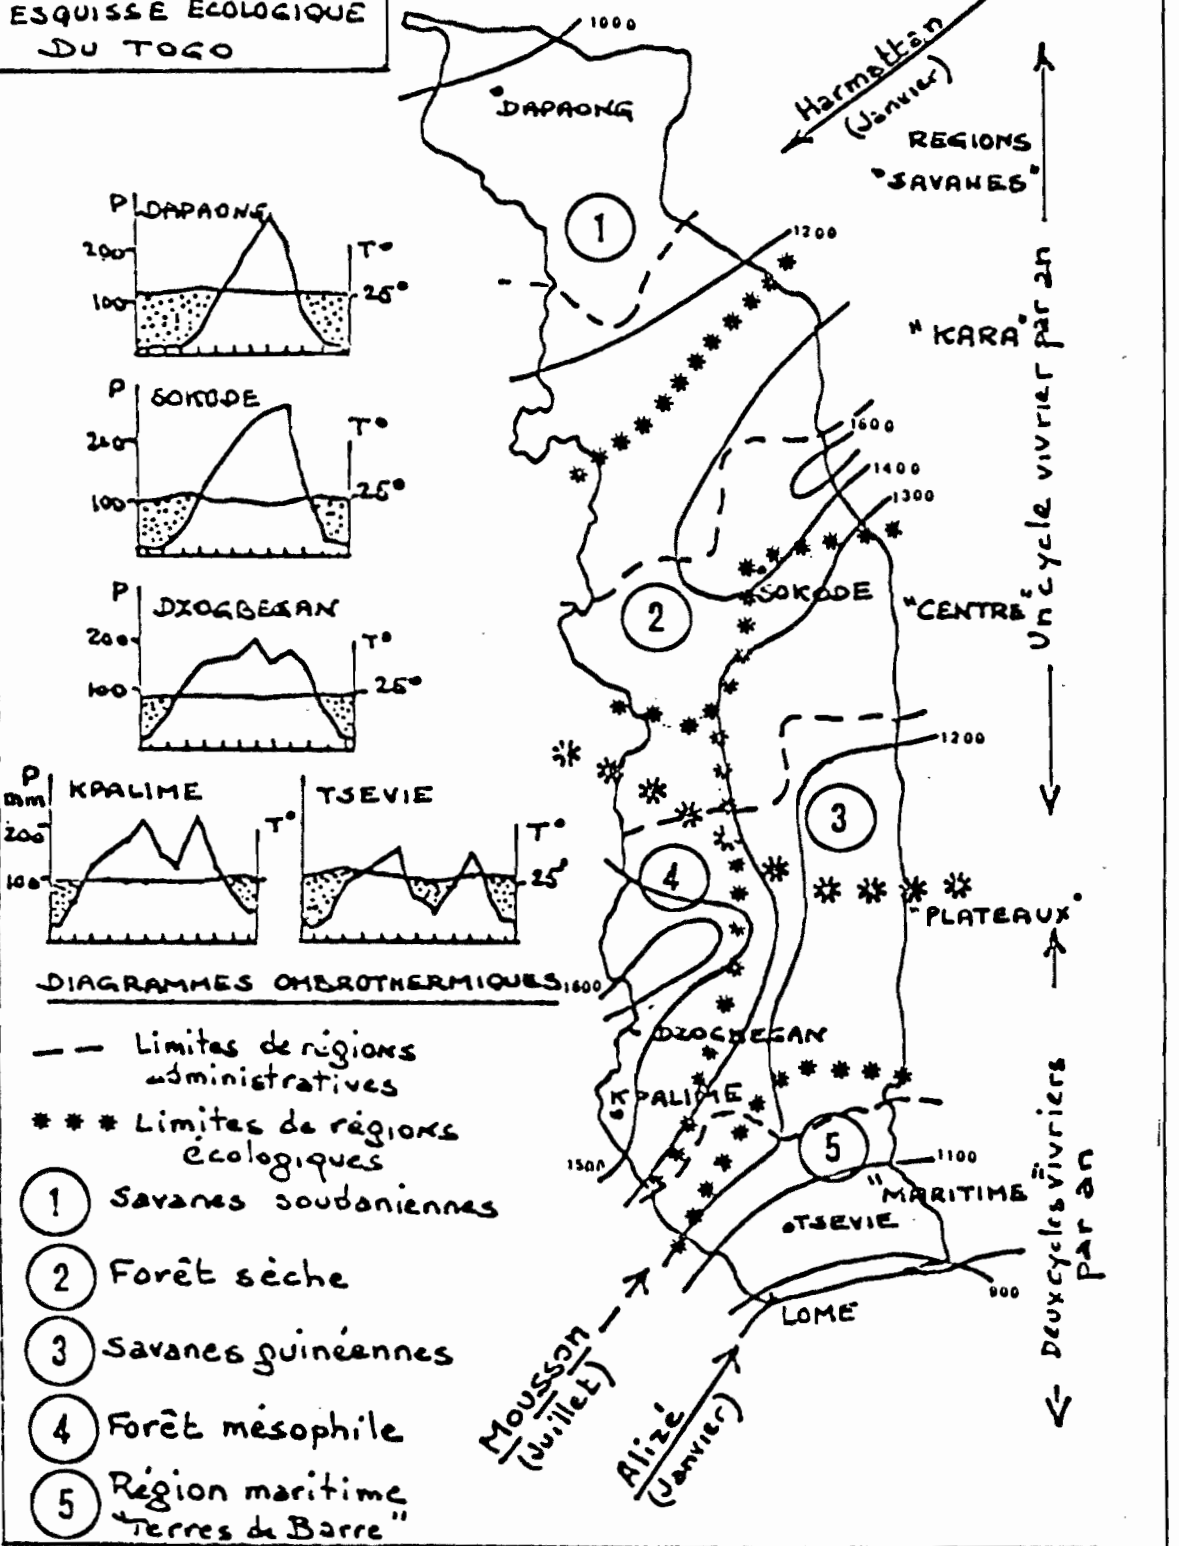 ESQUISSE ECOLOGIQUE
DU TOGO
1000
DAPAONG
Harmattan
(Janvier)
REGIONS
"SAVANES"
1
P DAPAONG
200
100
T°
25°
1200
"KARA"
Un cycle vivrier par an
P SOKODE
200
100
T°
25°
1600
1400
1300
SOKODE
2
"CENTRE"
P DZOGBEGAN
200
100
T°
25°
1200
3
P
mm
KPALIME
200
100
T°
TSEVIE
T°
25°
4
"PLATEAUX"
DIAGRAMMES OMBROTHERMIQUES
1600
DZOGBEGAN
KPALIME
Limites de régions
administratives
*** Limites de régions
écologiques
1500
5
1100
"MARITIME"
TSEVIE
900
LOME
Deux cycles vivriers
par an
Mousson
(Juillet)
Alizé
(Janvier)
1 Savanes soudaniennes
2 Forêt sèche
3 Savanes guinéennes
4 Forêt mésophile
5 Région maritime
"Terres de Barre"